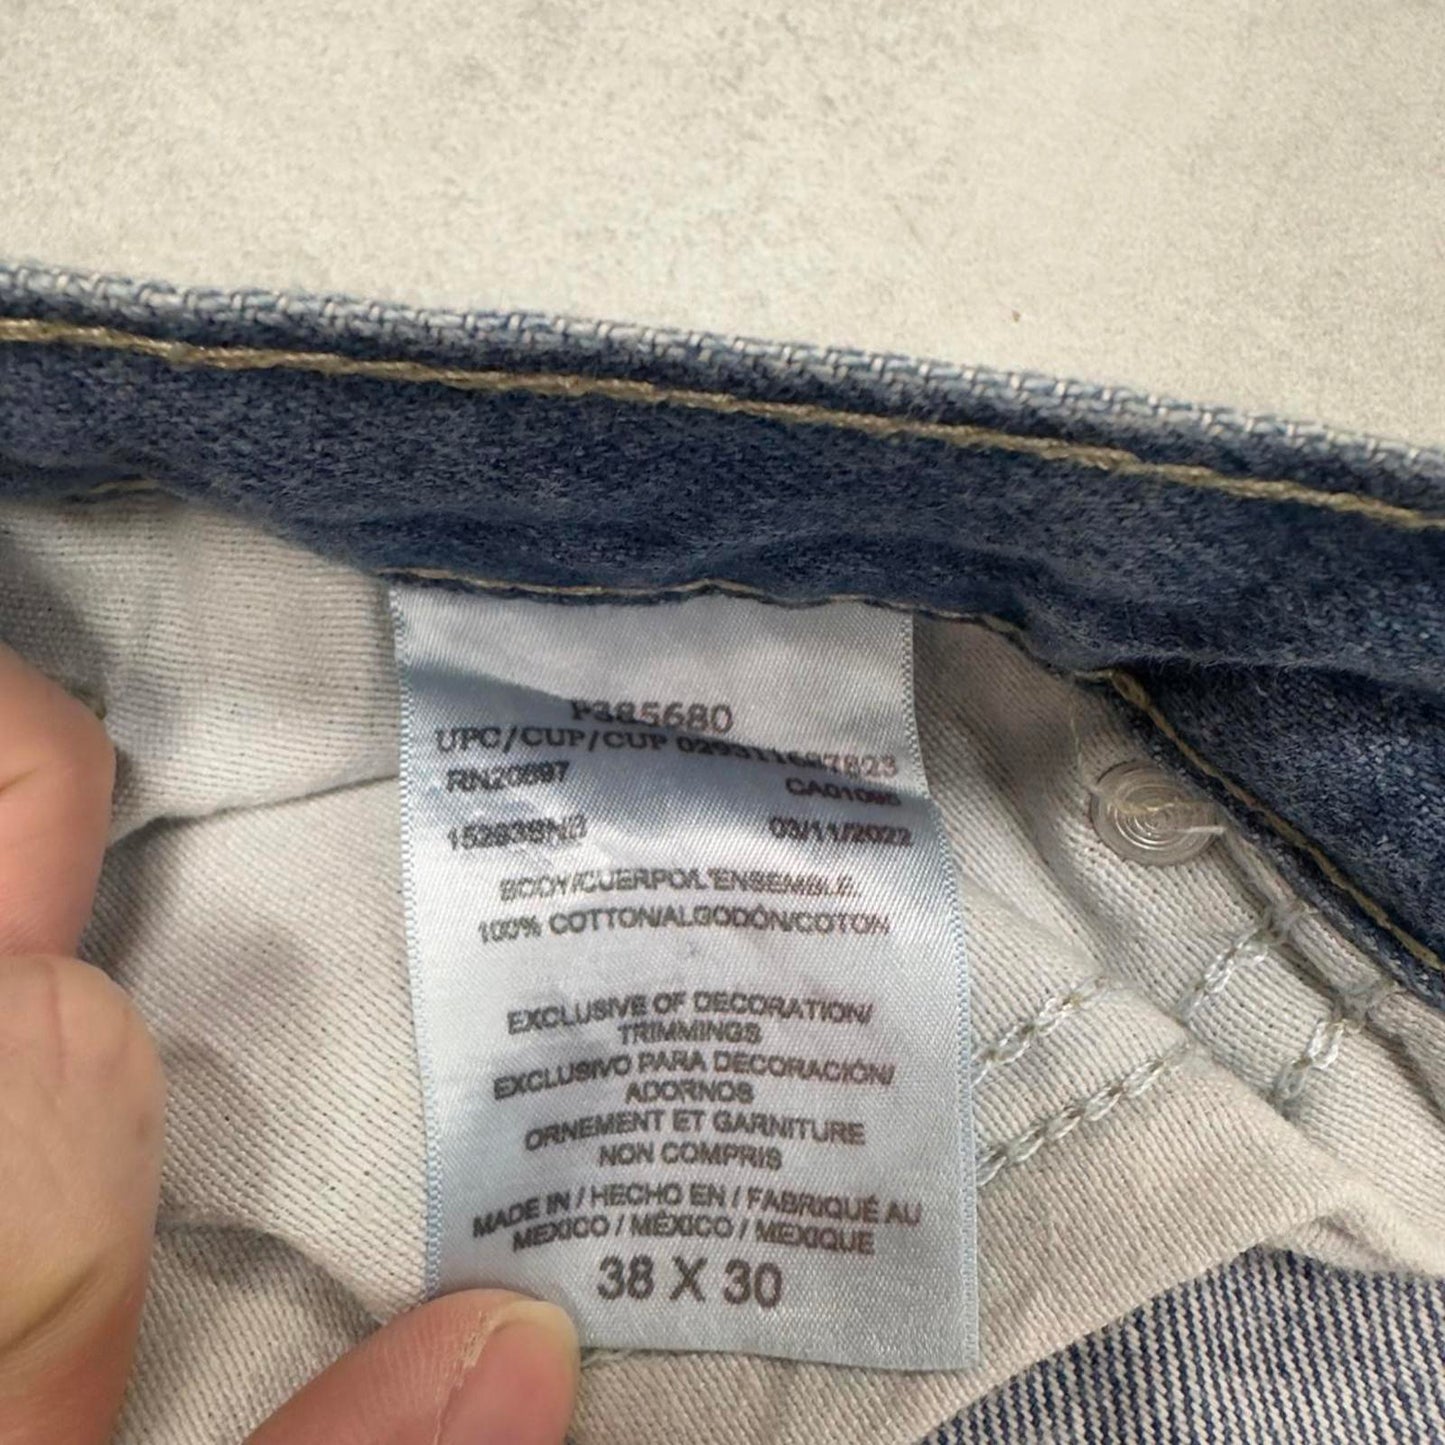 P385680
UPC/CUP/CUP
RN20697
03/11/2022
BODY/CUERPO/L'ENSEMBLE.
100% COTTON/ALGODÓN/COTON
EXCLUSIVE OF DECORATION/
TRIMMINGS
EXCLUSIVO PARA DECORACIÓN/
ADORNOS
ORNEMENT ET GARNITURE
NON COMPRIS
MADE IN / HECHO EN / FABRIQUÉ AU
MEXICO / MÉXICO / MEXIQUE
38 X 30